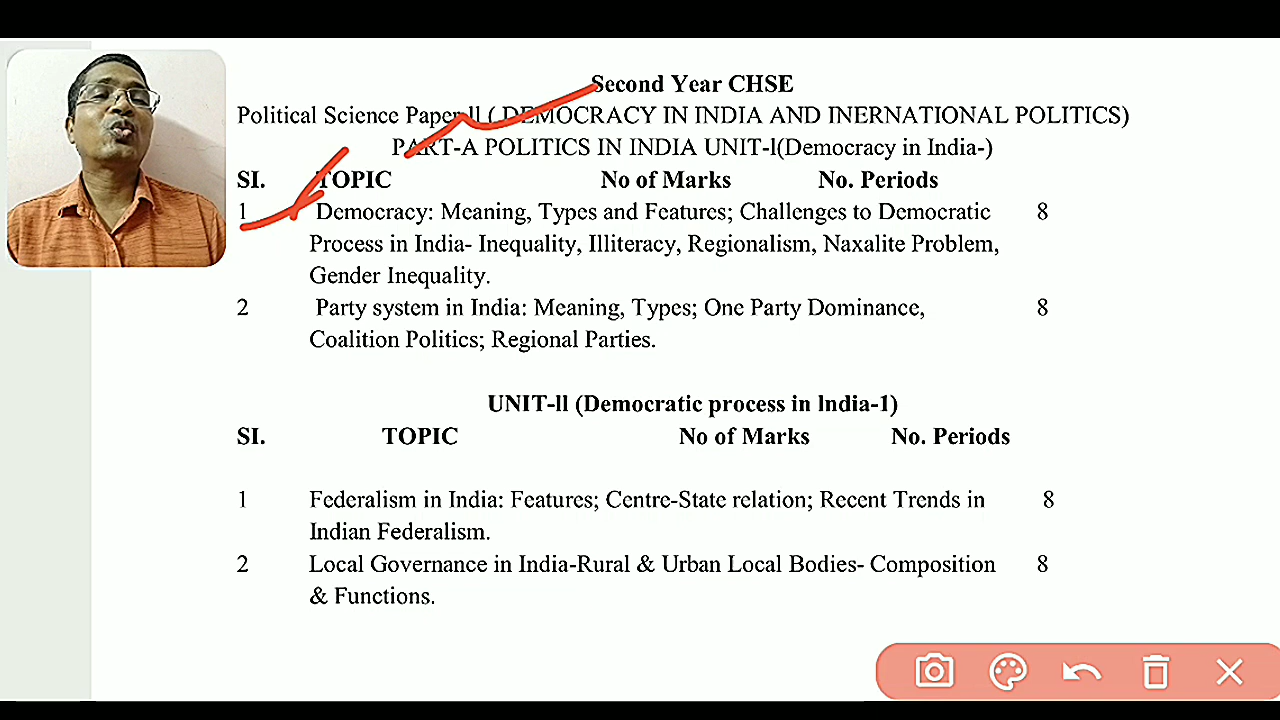 Second Year CHSE
Political Science Paper-ll ( DEMOCRACY IN INDIA AND INERNATIONAL POLITICS)
PART-A POLITICS IN INDIA UNIT-l(Democracy in India-)
SI. TOPIC No of Marks No. Periods
1 Democracy: Meaning, Types and Features; Challenges to Democratic 8
Process in India- Inequality, Illiteracy, Regionalism, Naxalite Problem,
Gender Inequality.
2 Party system in India: Meaning, Types; One Party Dominance, 8
Coalition Politics; Regional Parties.
UNIT-ll (Democratic process in lndia-1)
SI. TOPIC No of Marks No. Periods
1 Federalism in India: Features; Centre-State relation; Recent Trends in 8
Indian Federalism.
2 Local Governance in India-Rural & Urban Local Bodies- Composition 8
& Functions.